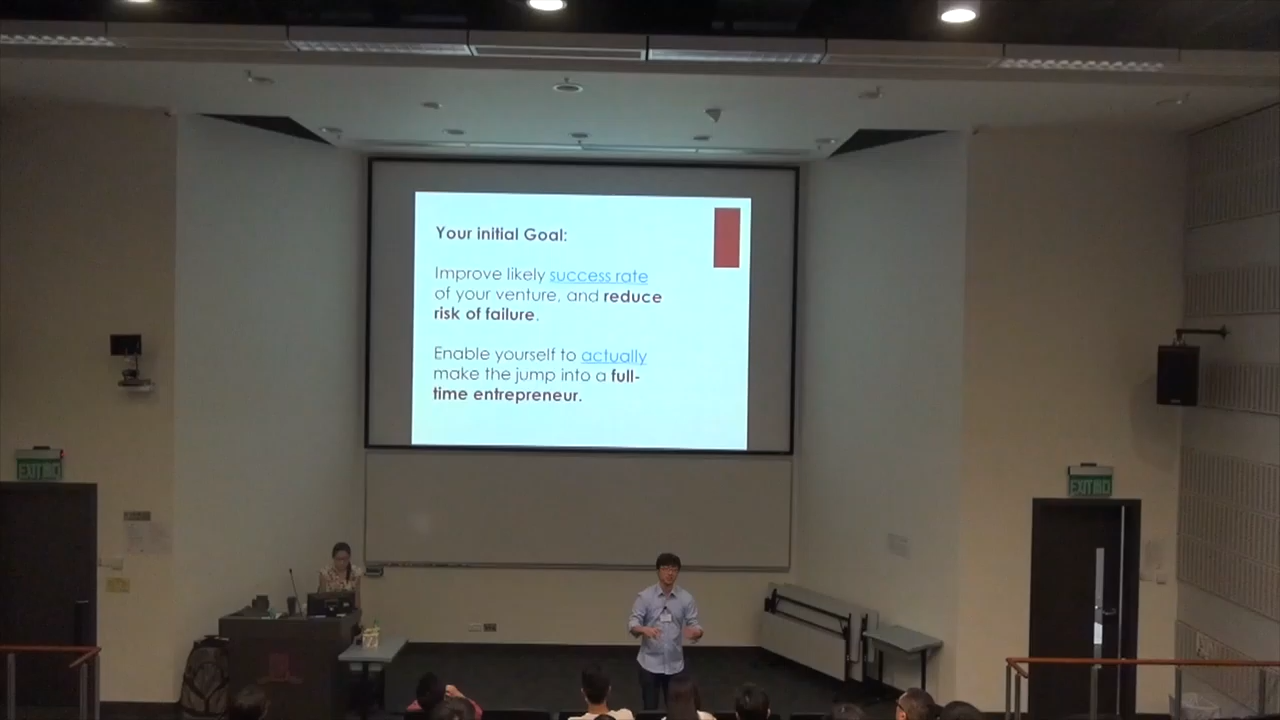 Your initial Goal:
Improve likely success rate
of your venture, and reduce
risk of failure.
Enable yourself to actually
make the jump into a full-
time entrepreneur.
EXIT
EXIT